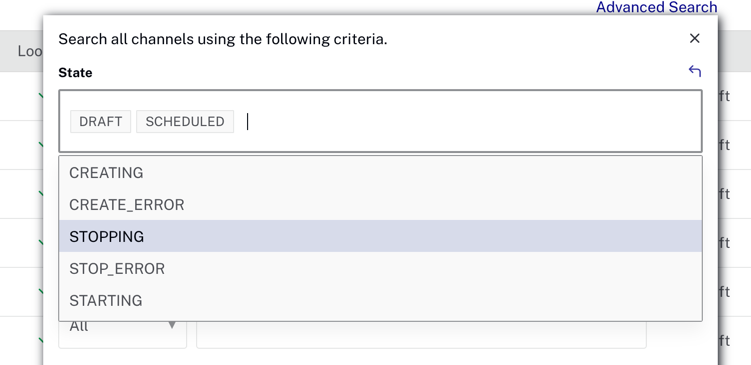 Advanced Search
Search all channels using the following criteria.
Loo
State
DRAFT SCHEDULED
ft
CREATING
ft
CREATE_ERROR
ft
STOPPING
ft
STOP_ERROR
STARTING
ft
All
ft